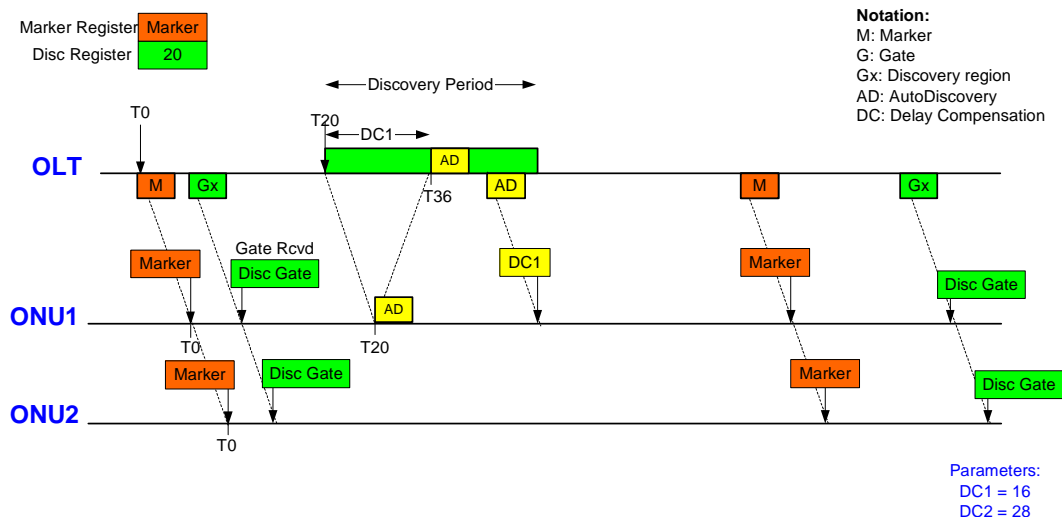 Marker Register
Marker
Disc Register
20
Notation:
M: Marker
G: Gate
Gx: Discovery region
AD: AutoDiscovery
DC: Delay Compensation
Discovery Period
T0
T20
DC1
OLT
AD
M
Gx
T36
AD
M
Gx
Gate Rcvd
Marker
Disc Gate
DC1
Marker
Disc Gate
AD
ONU1
T0
T20
Marker
Disc Gate
Marker
Disc Gate
ONU2
T0
Parameters:
DC1 = 16
DC2 = 28